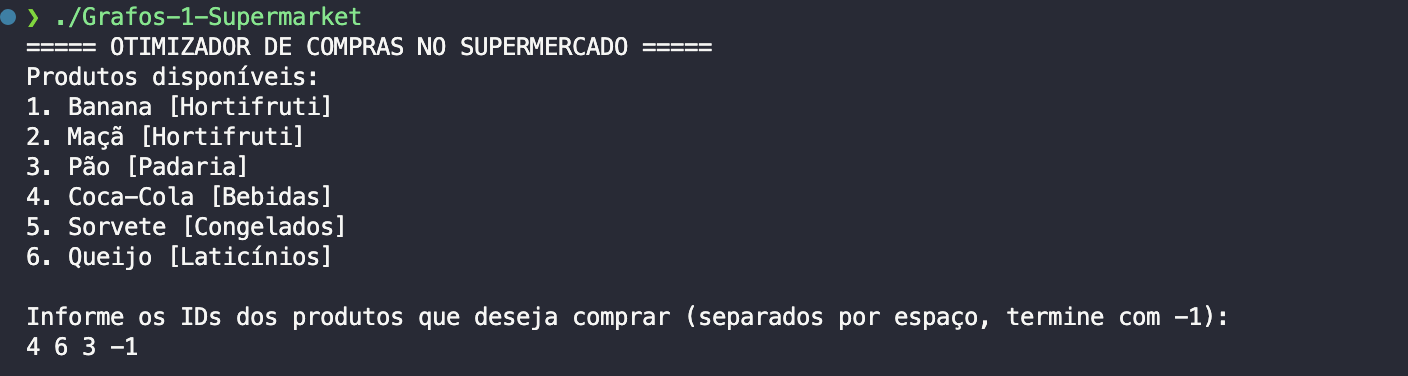 ❯ ./Grafos-1-Supermarket
===== OTIMIZADOR DE COMPRAS NO SUPERMERCADO =====
Produtos disponíveis:
1. Banana [Hortifruti]
2. Maçã [Hortifruti]
3. Pão [Padaria]
4. Coca-Cola [Bebidas]
5. Sorvete [Congelados]
6. Queijo [Laticínios]
Informe os IDs dos produtos que deseja comprar (separados por espaço, termine com -1):
4 6 3 -1